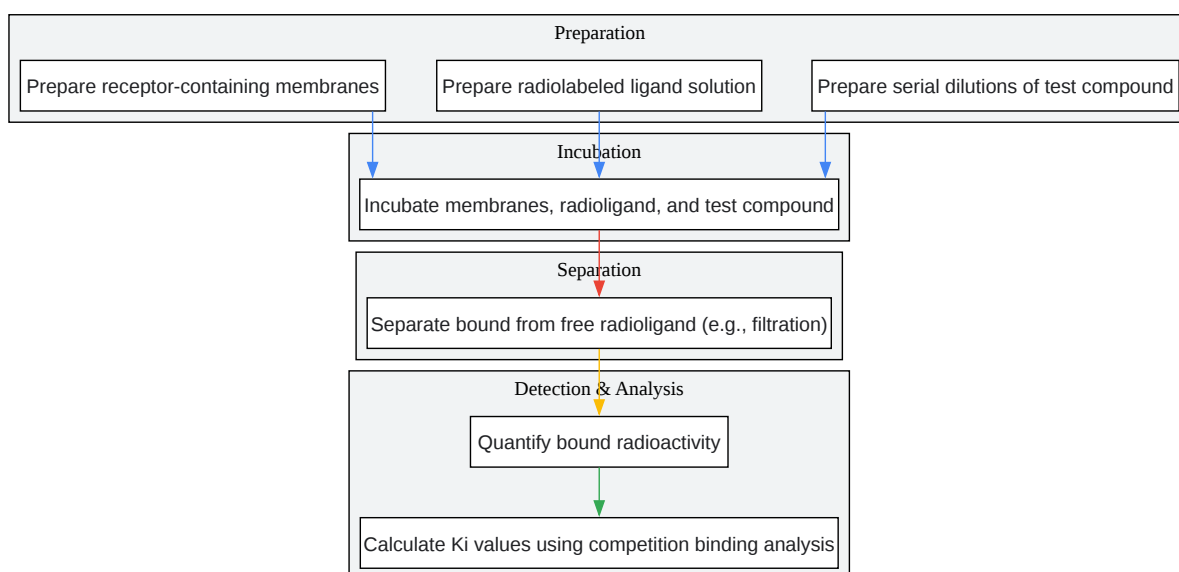 Preparation
Prepare receptor-containing membranes
Prepare radiolabeled ligand solution
Prepare serial dilutions of test compound
Incubation
Incubate membranes, radioligand, and test compound
Separation
Separate bound from free radioligand (e.g., filtration)
Detection & Analysis
Quantify bound radioactivity
Calculate Ki values using competition binding analysis